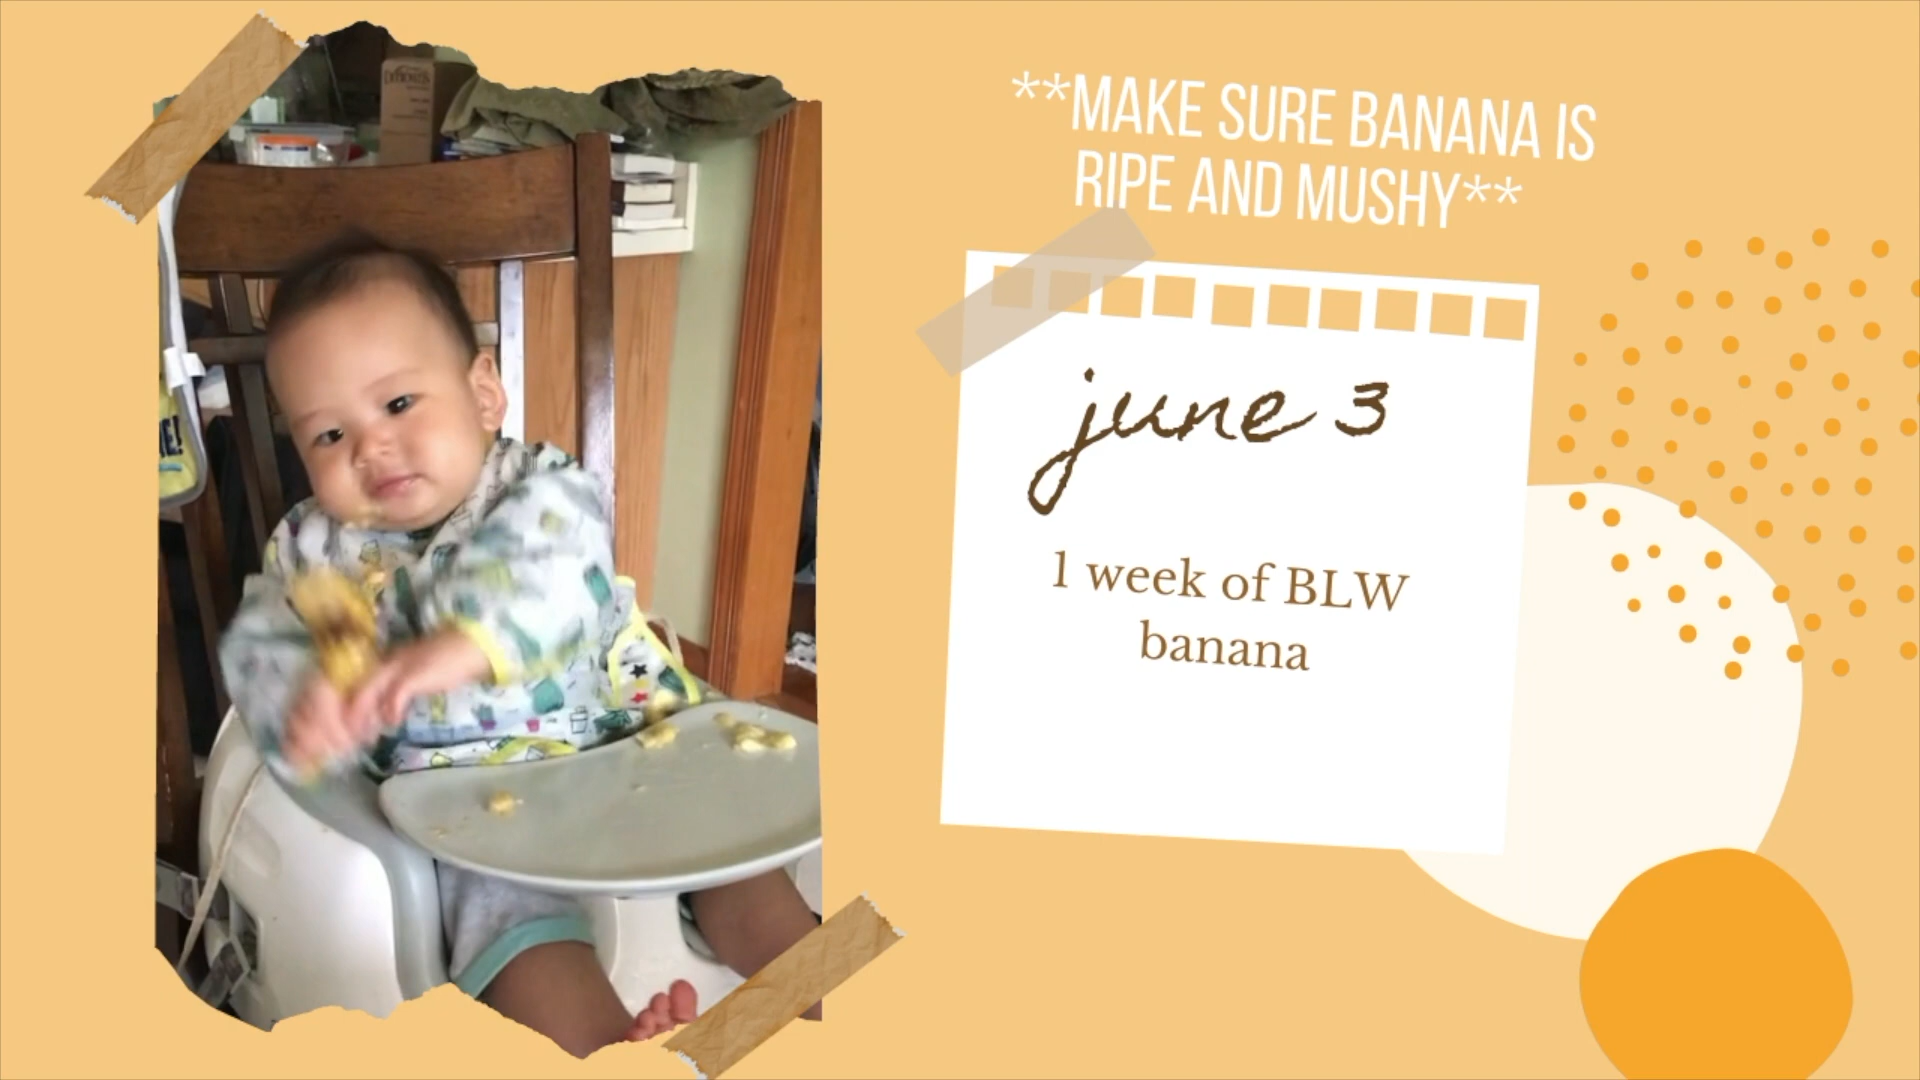 **MAKE SURE BANANA IS
RIPE AND MUSHY**
june 3
1 week of BLW
banana